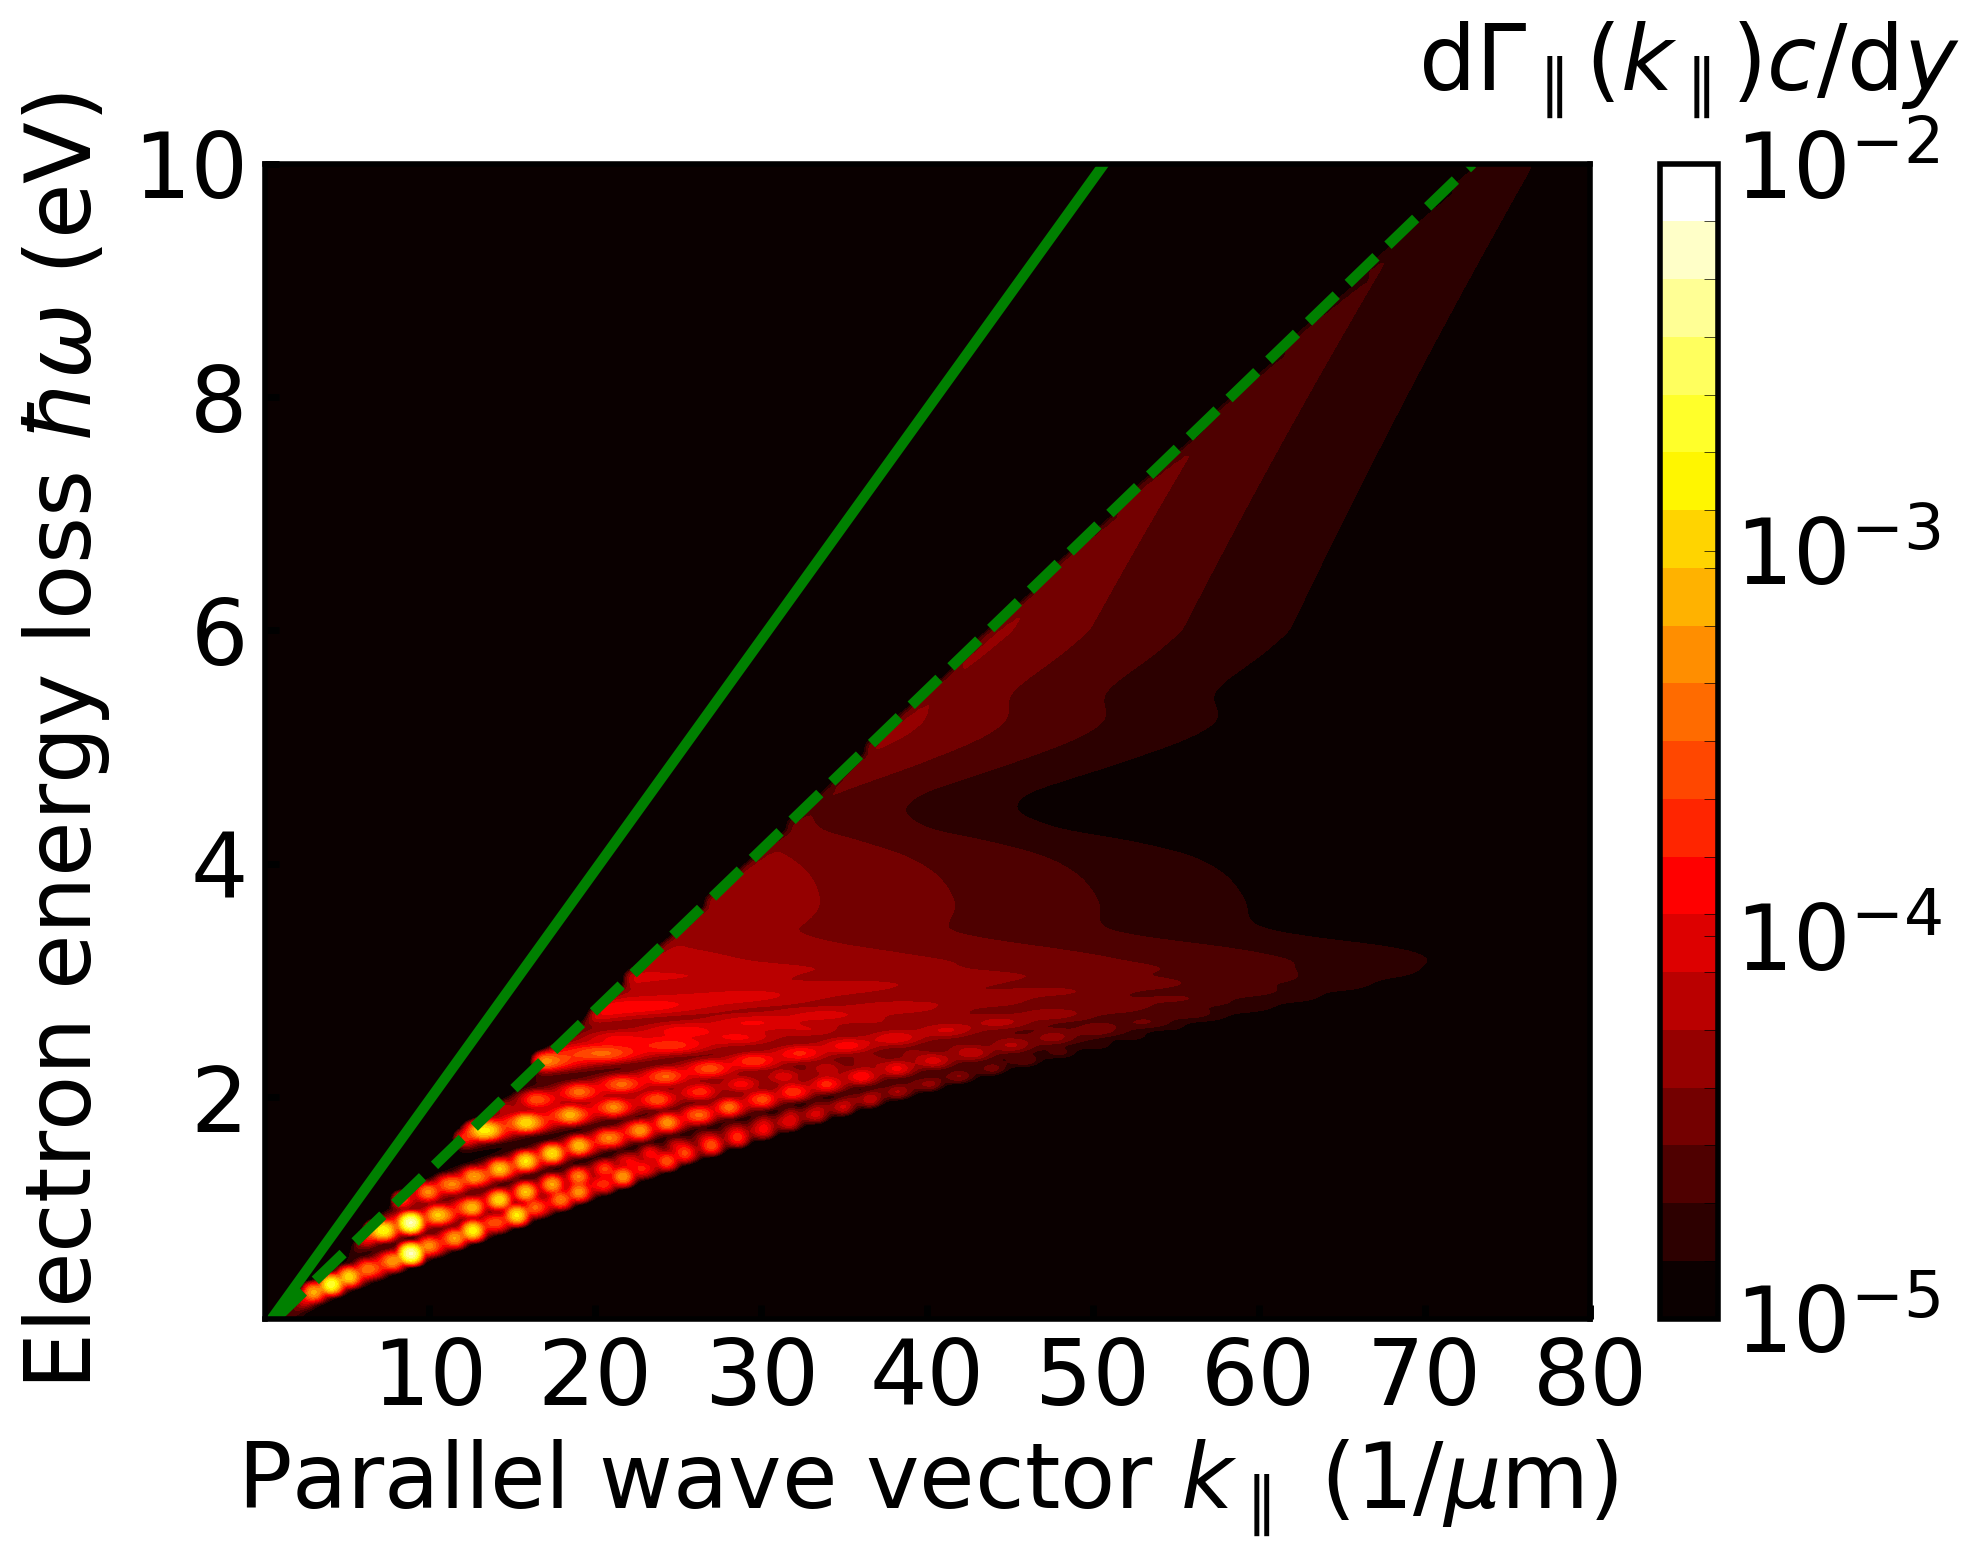 dΓ∥(k∥)c/dy
Electron energy loss ħω (eV)
10
8
6
4
2
10 20 30 40 50 60 70 80
Parallel wave vector k∥ (1/μm)
10⁻²
10⁻³
10⁻⁴
10⁻⁵